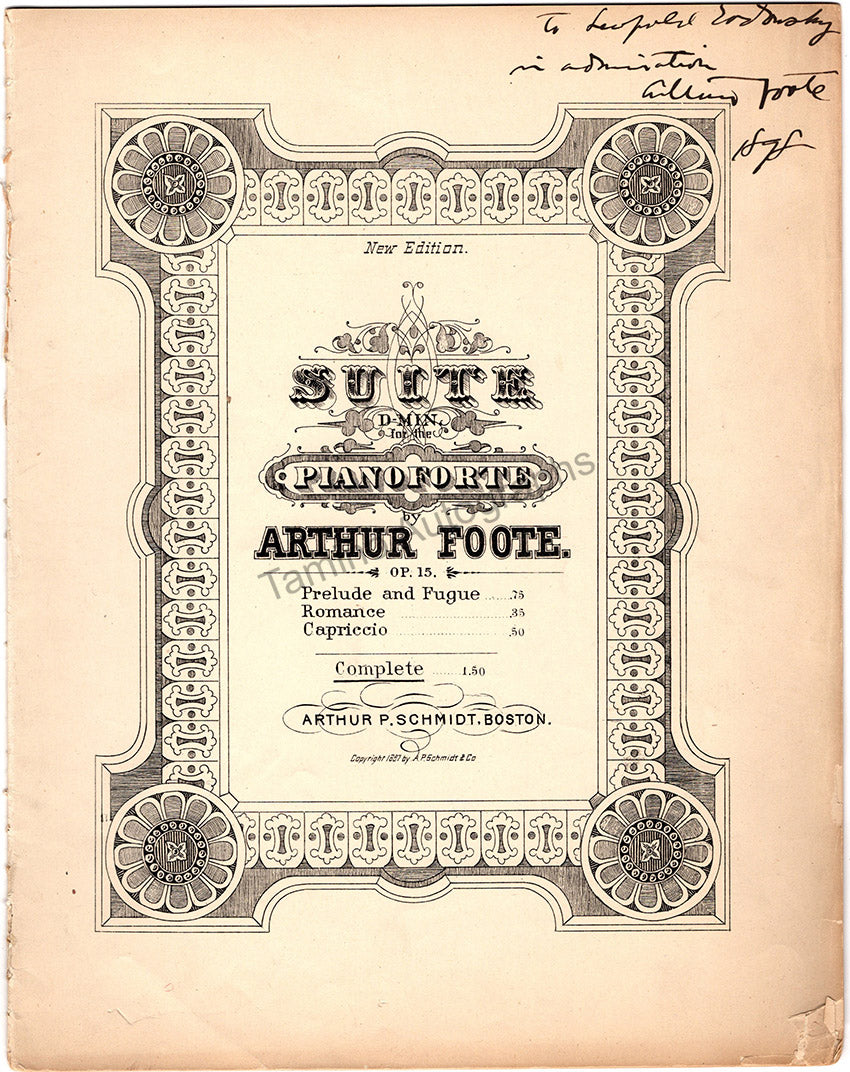 To Leopold Godowsky
in admiration
Arthur Foote
New Edition.
SUITE
D-MIN.
for the
PIANOFORTE
by
ARTHUR FOOTE.
OP. 15.
Prelude and Fugue ......75
Romance ......35
Capriccio ......50
Complete ......1.50
ARTHUR P. SCHMIDT, BOSTON.
Copyright 1887 by A.P. Schmidt & Co
Tamino Autographs